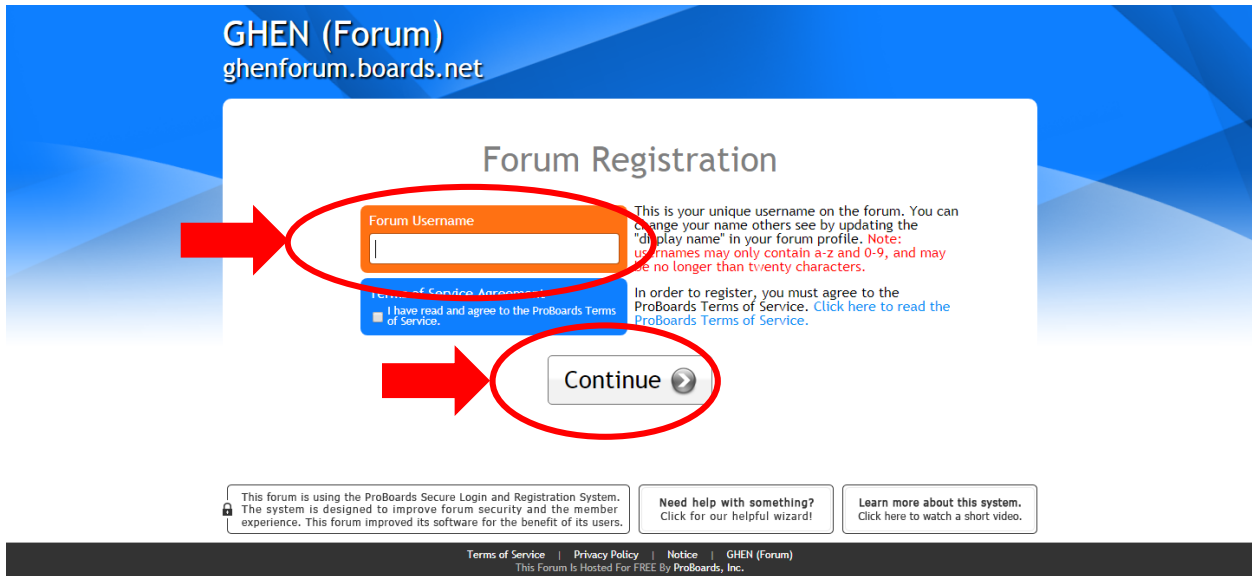 GHEN (Forum)
ghenforum.boards.net
Forum Registration
Forum Username
This is your unique username on the forum. You can
change your name others see by updating the
"display name" in your forum profile. Note:
usernames may only contain a-z and 0-9, and may
be no longer than twenty characters.
Terms of Service Agreement
I have read and agree to the ProBoards Terms
of Service.
In order to register, you must agree to the
ProBoards Terms of Service. Click here to read the
ProBoards Terms of Service.
Continue
This forum is using the ProBoards Secure Login and Registration System.
The system is designed to improve forum security and the member
experience. This forum improved its software for the benefit of its users.
Need help with something?
Click for our helpful wizard!
Learn more about this system.
Click here to watch a short video.
Terms of Service | Privacy Policy | Notice | GHEN (Forum)
This Forum Is Hosted For FREE By ProBoards, Inc.